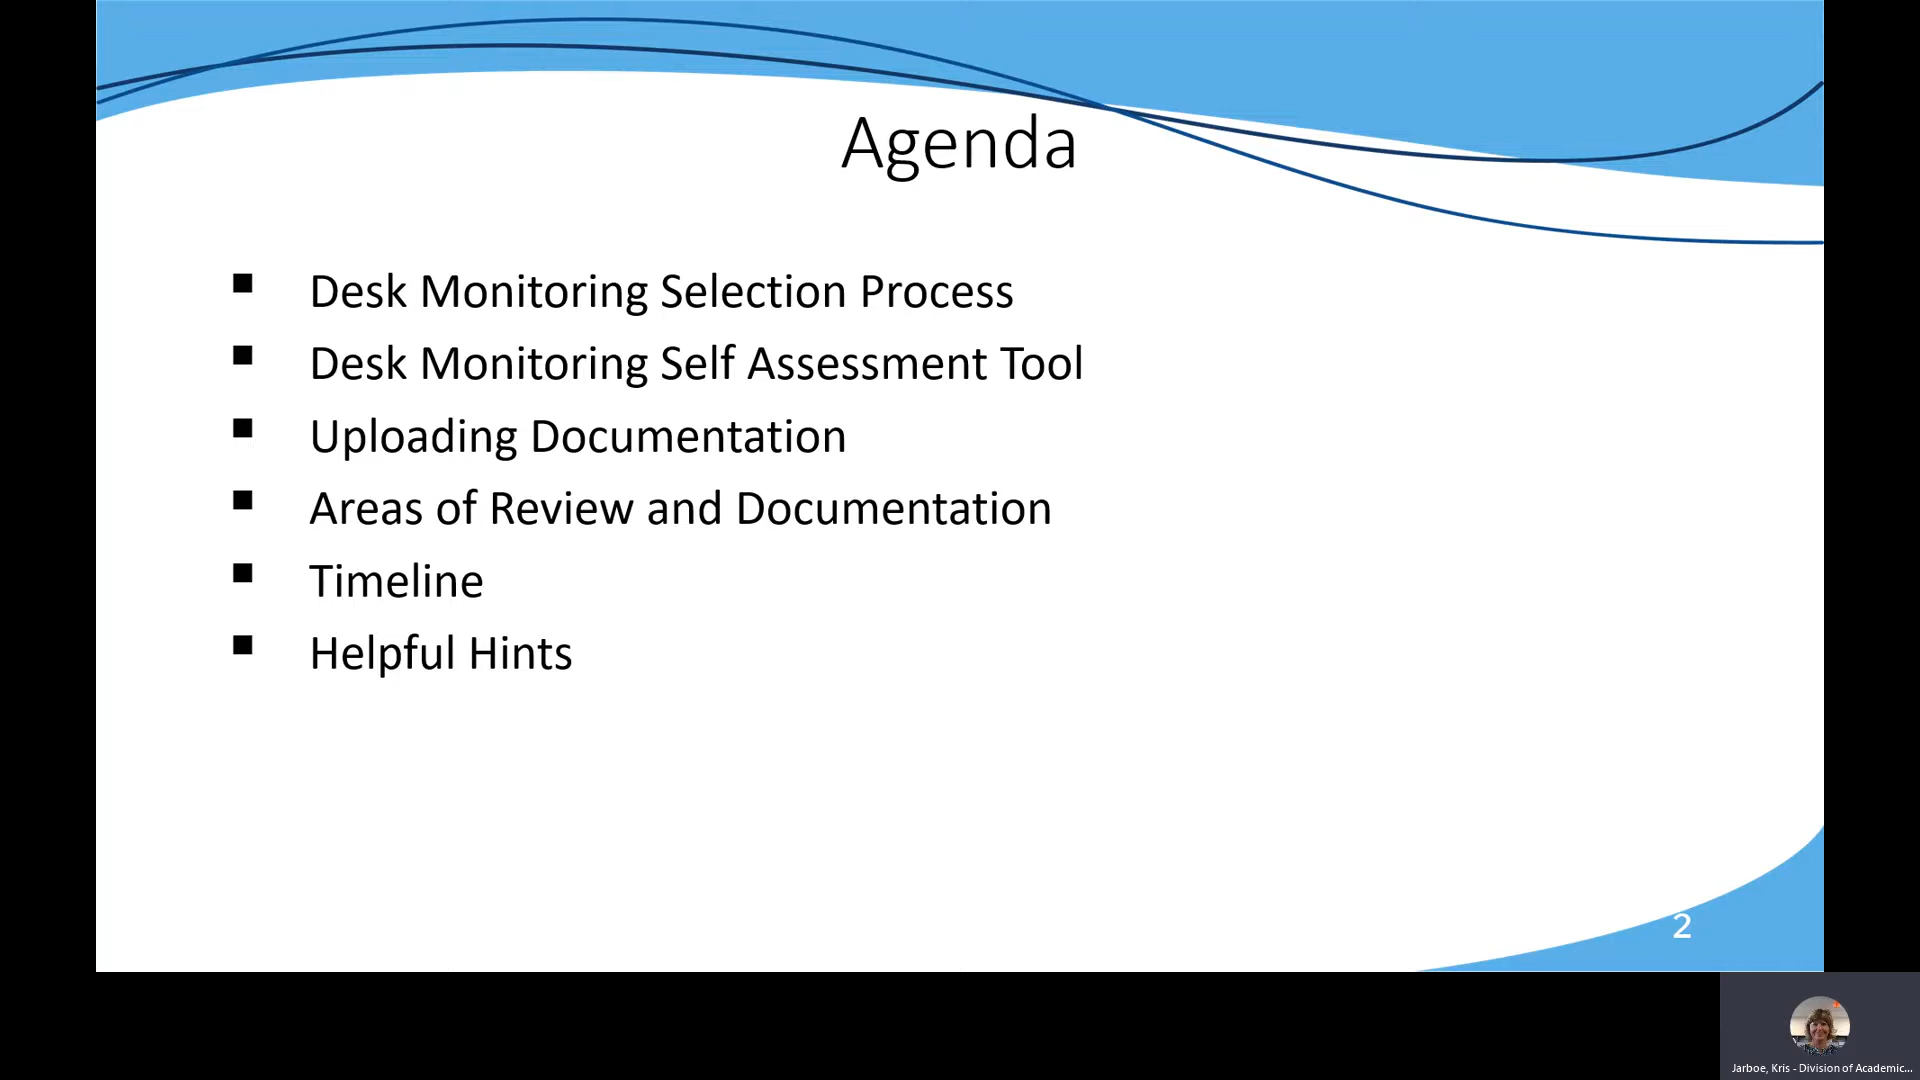 Agenda
▪ Desk Monitoring Selection Process
▪ Desk Monitoring Self Assessment Tool
▪ Uploading Documentation
▪ Areas of Review and Documentation
▪ Timeline
▪ Helpful Hints
2
Jarboe, Kris - Division of Academic...